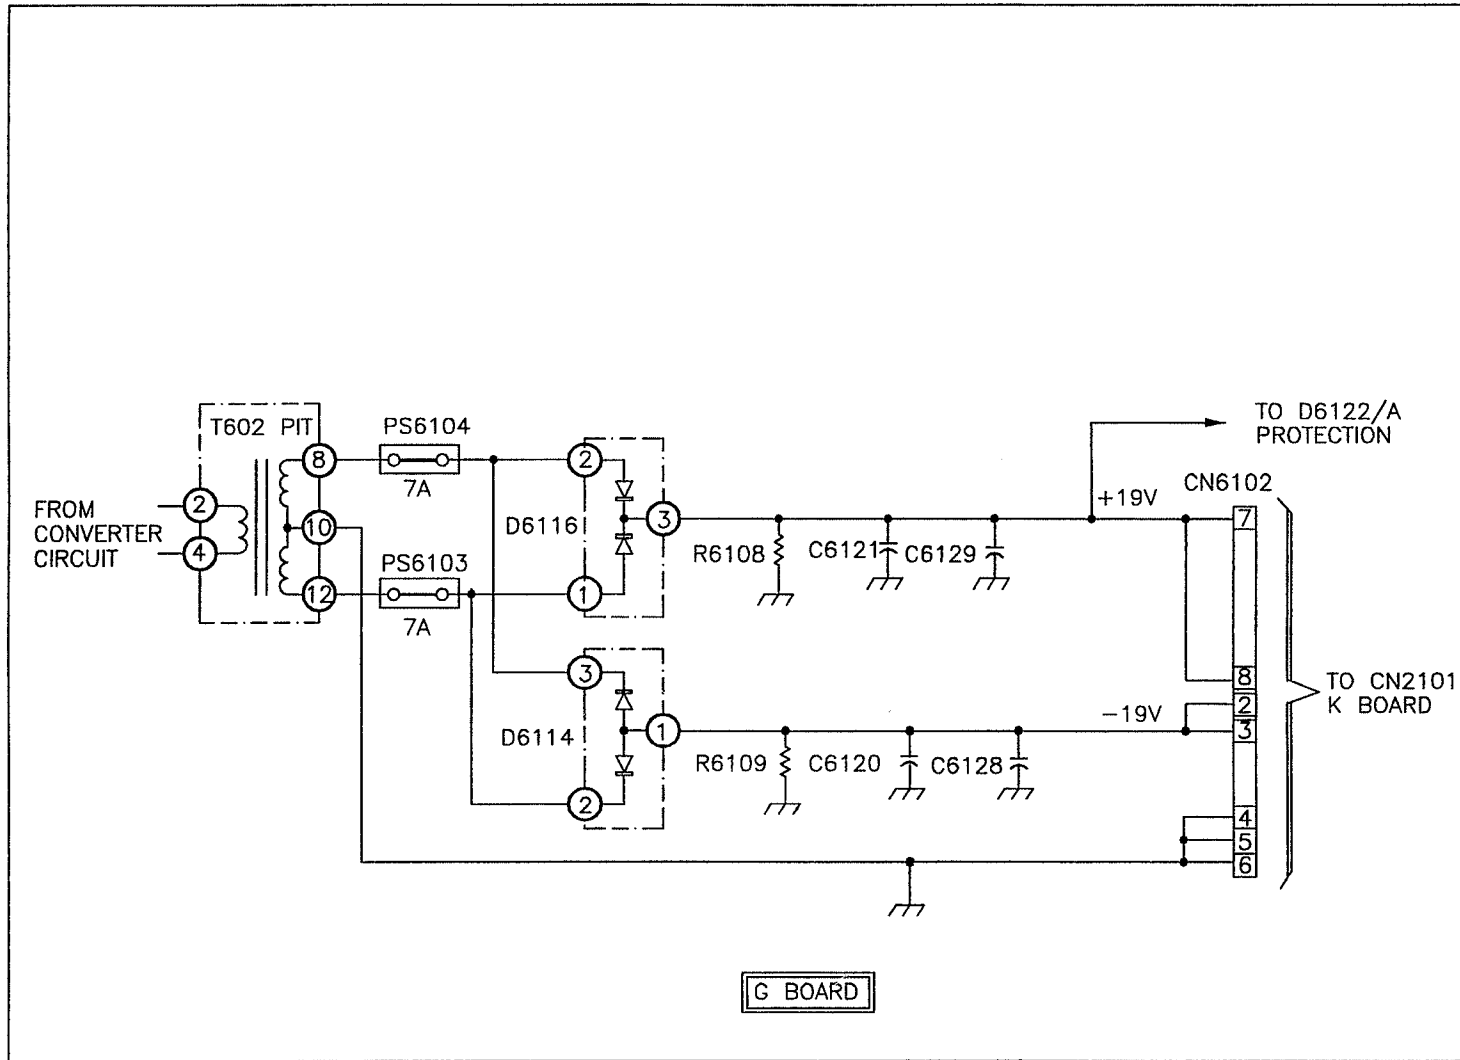 TO D6122/A
PROTECTION
T602 PIT
PS6104
8
7A
2
D6116
3
+19V
CN6102
7
FROM
CONVERTER
CIRCUIT
2
4
10
12
PS6103
7A
1
R6108
C6121
C6129
3
D6114
1
2
R6109
C6120
C6128
-19V
8
2
3
TO CN2101
K BOARD
4
5
6
G BOARD